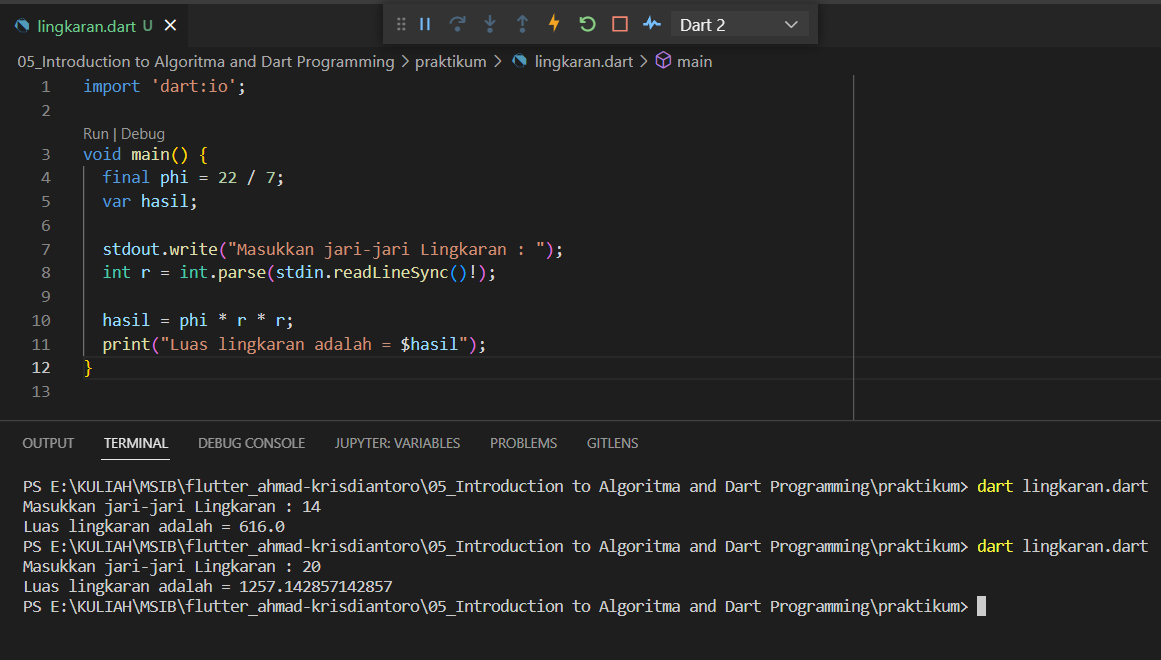 lingkaran.dart U
Dart 2
05_Introduction to Algoritma and Dart Programming > praktikum > lingkaran.dart > main
1 import 'dart:io';
2
Run | Debug
3 void main() {
4 final phi = 22 / 7;
5 var hasil;
6
7 stdout.write("Masukkan jari-jari Lingkaran : ");
8 int r = int.parse(stdin.readLineSync()!);
9
10 hasil = phi * r * r;
11 print("Luas lingkaran adalah = $hasil");
12 }
13
OUTPUT TERMINAL DEBUG CONSOLE JUPYTER: VARIABLES PROBLEMS GITLENS
PS E:\KULIAH\MSIB\flutter_ahmad-krisdiantoro\05_Introduction to Algoritma and Dart Programming\praktikum> dart lingkaran.dart
Masukkan jari-jari Lingkaran : 14
Luas lingkaran adalah = 616.0
PS E:\KULIAH\MSIB\flutter_ahmad-krisdiantoro\05_Introduction to Algoritma and Dart Programming\praktikum> dart lingkaran.dart
Masukkan jari-jari Lingkaran : 20
Luas lingkaran adalah = 1257.142857142857
PS E:\KULIAH\MSIB\flutter_ahmad-krisdiantoro\05_Introduction to Algoritma and Dart Programming\praktikum>